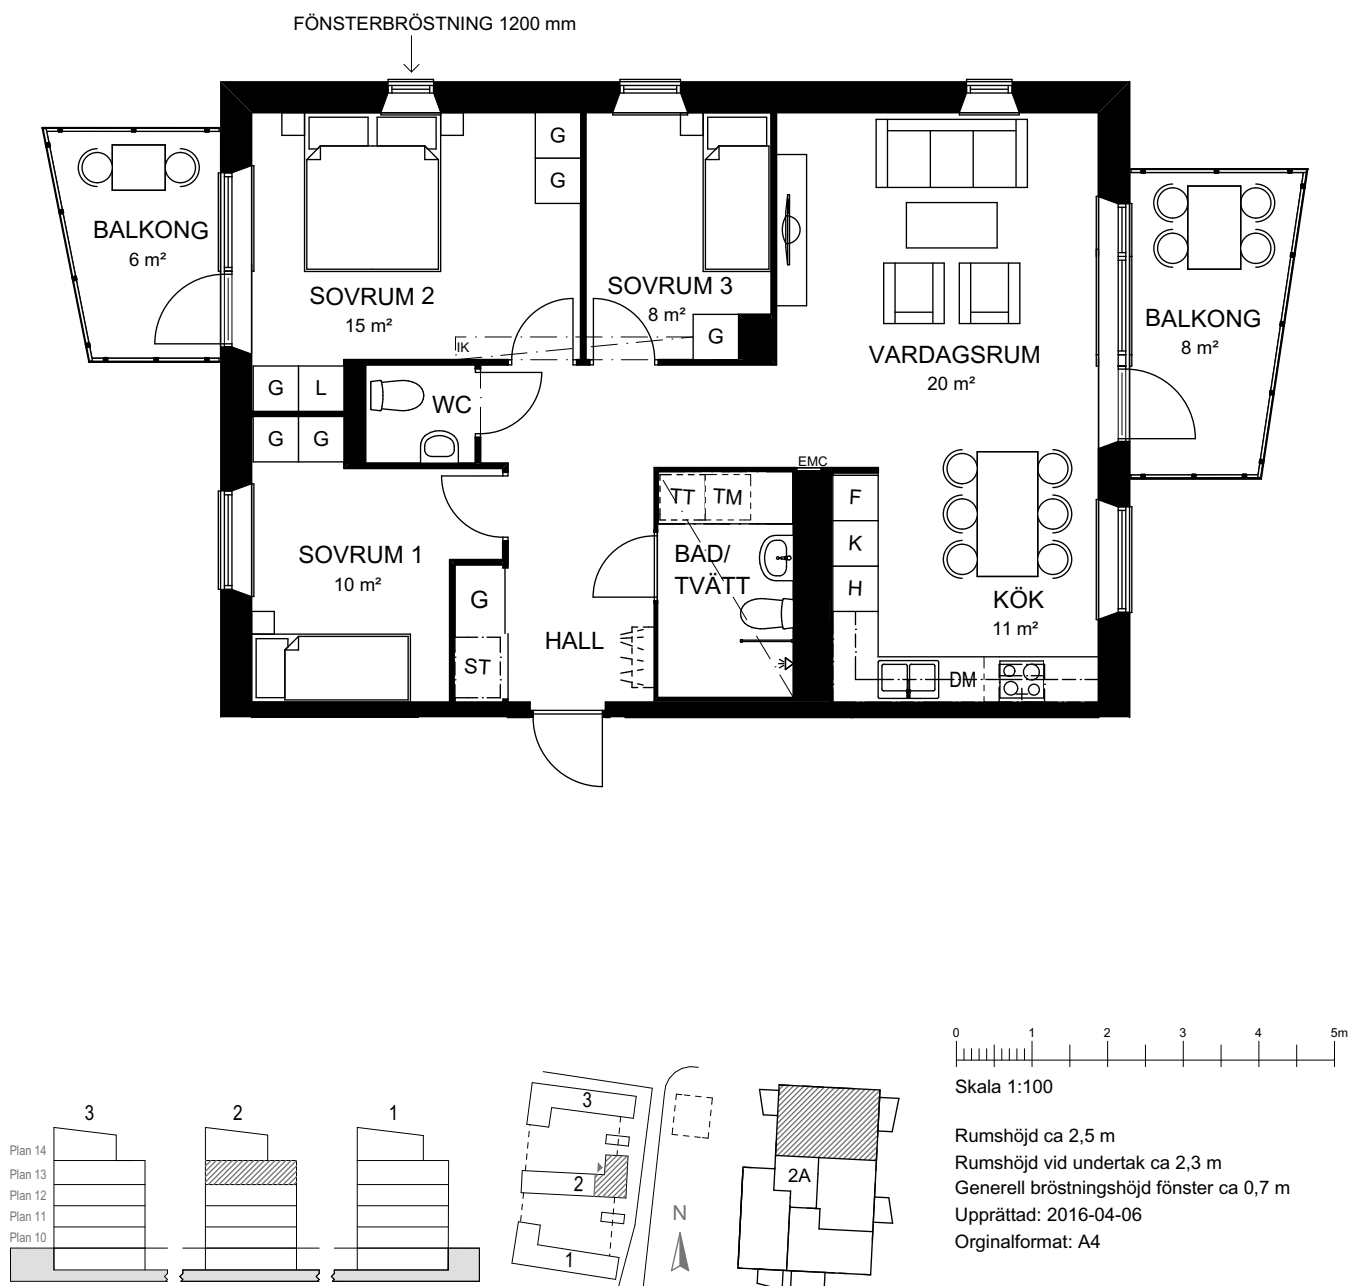 FÖNSTERBRÖSTNING 1200 mm
BALKONG
6 m²
SOVRUM 2
15 m²
G
G
SOVRUM 3
8 m²
G
IK
VARDAGSRUM
20 m²
BALKONG
8 m²
G L
WC
G G
SOVRUM 1
10 m²
G
ST
HALL
EMC
TT TM
BAD/
TVÄTT
F
K
H
KÖK
11 m²
DM
3 2 1
Plan 14
Plan 13
Plan 12
Plan 11
Plan 10
3
2
1
N
2A
0 1 2 3 4 5m
Skala 1:100
Rumshöjd ca 2,5 m
Rumshöjd vid undertak ca 2,3 m
Generell bröstningshöjd fönster ca 0,7 m
Upprättad: 2016-04-06
Orginalformat: A4